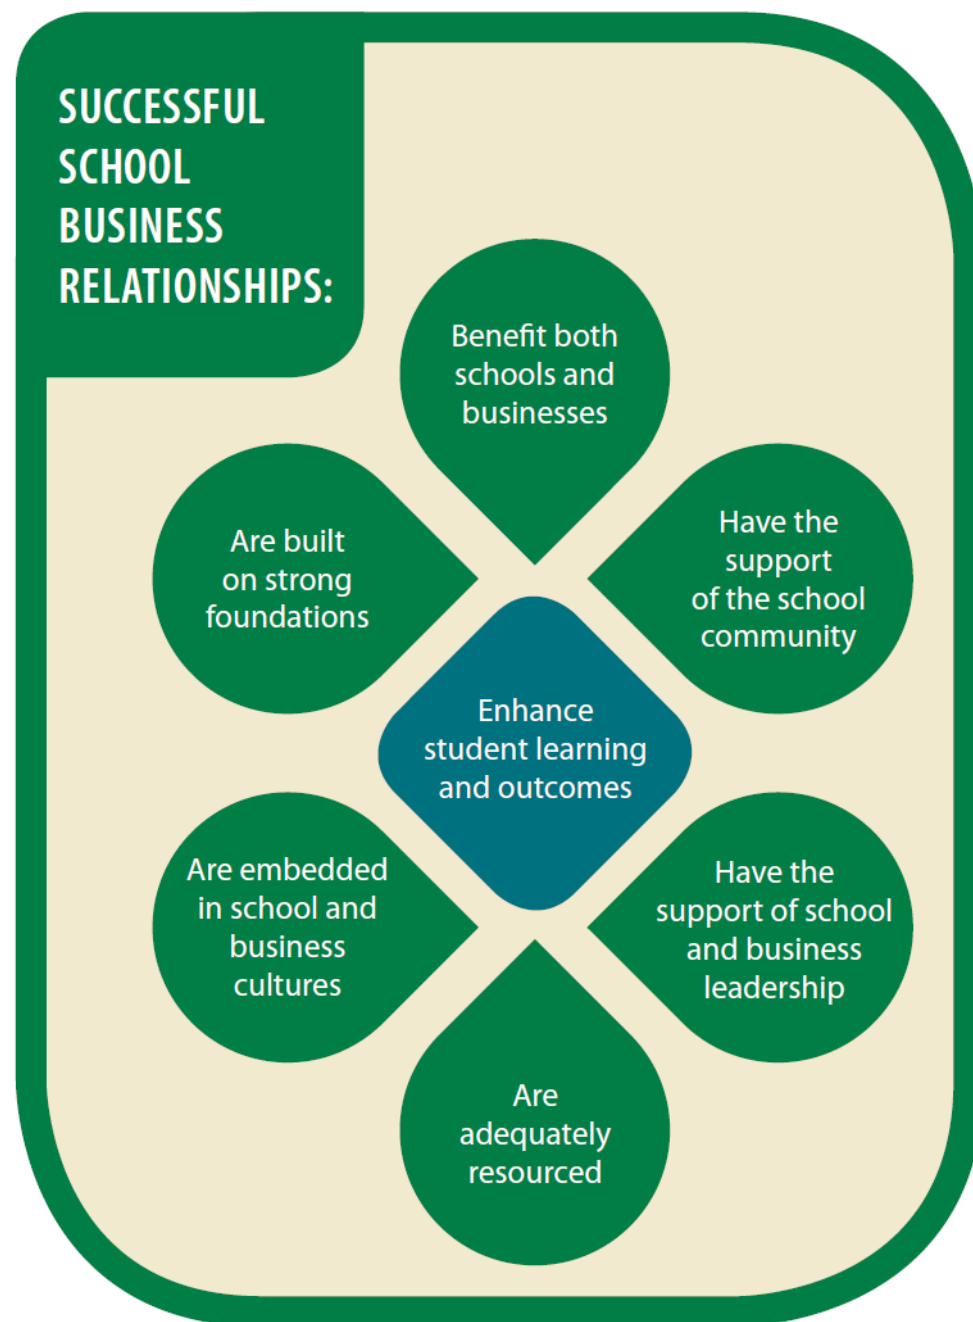 SUCCESSFUL
SCHOOL
BUSINESS
RELATIONSHIPS:
Benefit both
schools and
businesses
Are built
on strong
foundations
Have the
support
of the school
community
Enhance
student learning
and outcomes
Are embedded
in school and
business
cultures
Have the
support of school
and business
leadership
Are
adequately
resourced